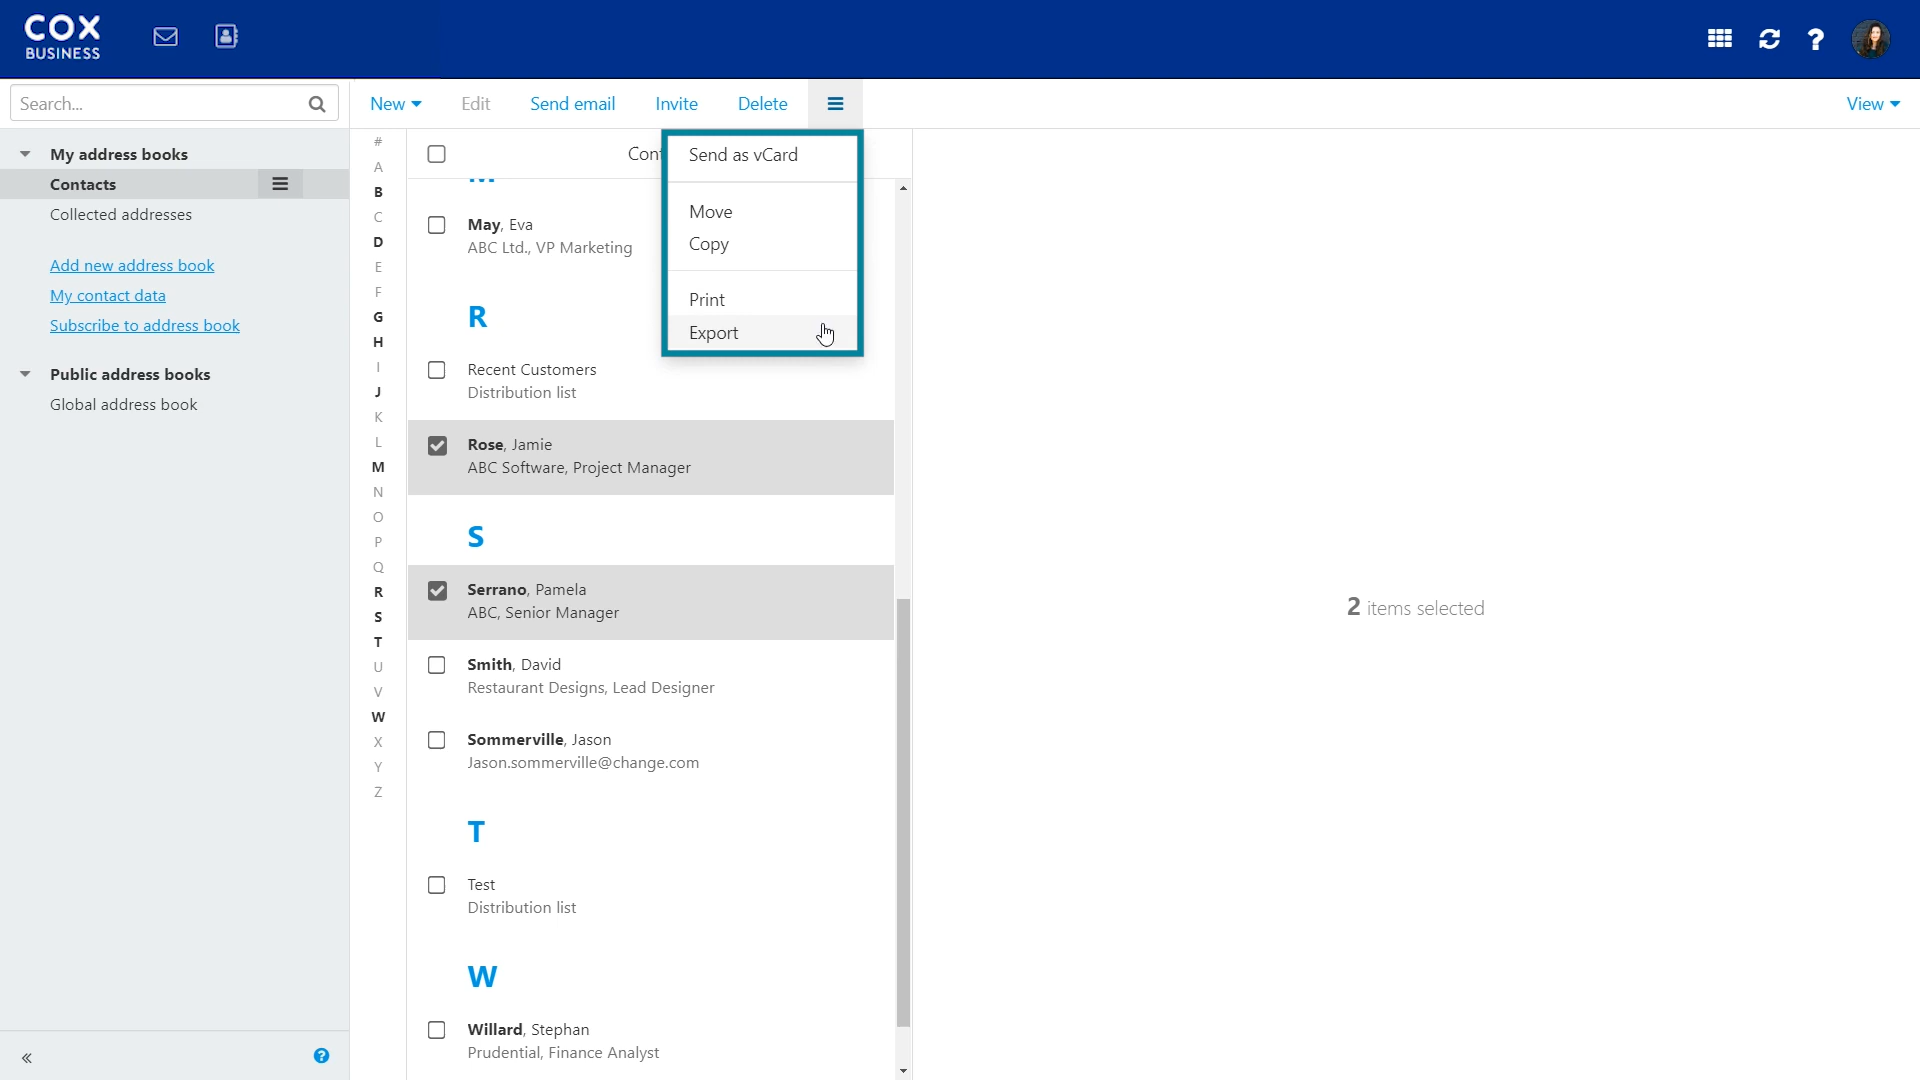 COX
BUSINESS
Search...
New
Edit
Send email
Invite
Delete
View
My address books
Contacts
Collected addresses
Add new address book
My contact data
Subscribe to address book
Public address books
Global address book
#
A
B
C
D
E
F
G
H
I
J
K
L
M
N
O
P
Q
R
S
T
U
V
W
X
Y
Z
Cont
Send as vCard
Move
Copy
Print
Export
May, Eva
ABC Ltd., VP Marketing
R
Recent Customers
Distribution list
Rose, Jamie
ABC Software, Project Manager
S
Serrano, Pamela
ABC, Senior Manager
Smith, David
Restaurant Designs, Lead Designer
Sommerville, Jason
Jason.sommerville@change.com
T
Test
Distribution list
W
Willard, Stephan
Prudential, Finance Analyst
2 items selected